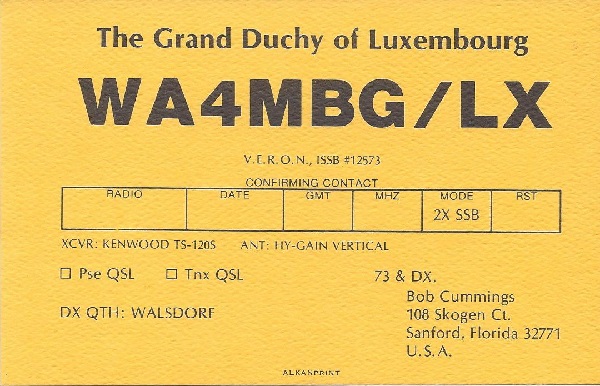 The Grand Duchy of Luxembourg
WA4MBG/LX
V.E.R.O.N., ISSB #12573
CONFIRMING CONTACT
RADIO DATE GMT MHZ MODE RST
2X SSB
XCVR: KENWOOD TS-120S ANT: HY-GAIN VERTICAL
☐ Pse QSL ☐ Tnx QSL 73 & DX.
Bob Cummings
DX QTH: WALSDORF 108 Skogen Ct.
Sanford, Florida 32771
U.S.A.
ALKASPRINT